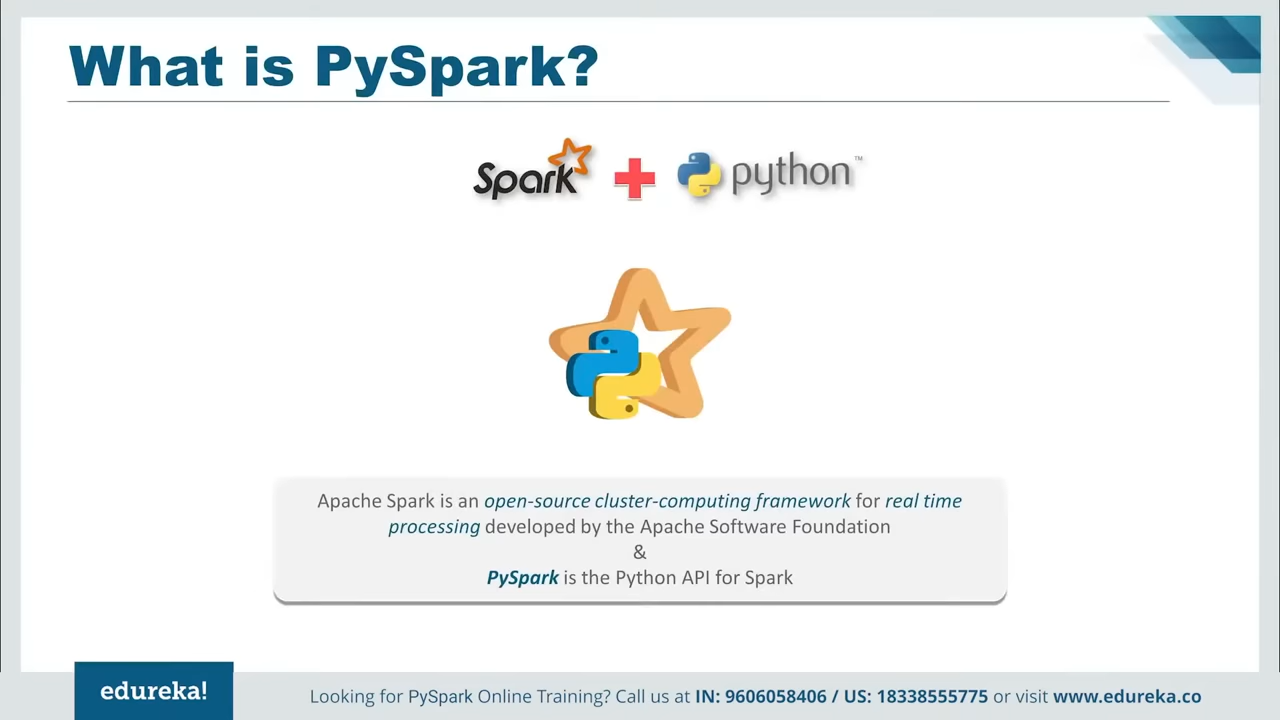 What is PySpark?
Spark
python™
Apache Spark is an open-source cluster-computing framework for real time
processing developed by the Apache Software Foundation
&
PySpark is the Python API for Spark
edureka!
Looking for PySpark Online Training? Call us at IN: 9606058406 / US: 18338555775 or visit www.edureka.co